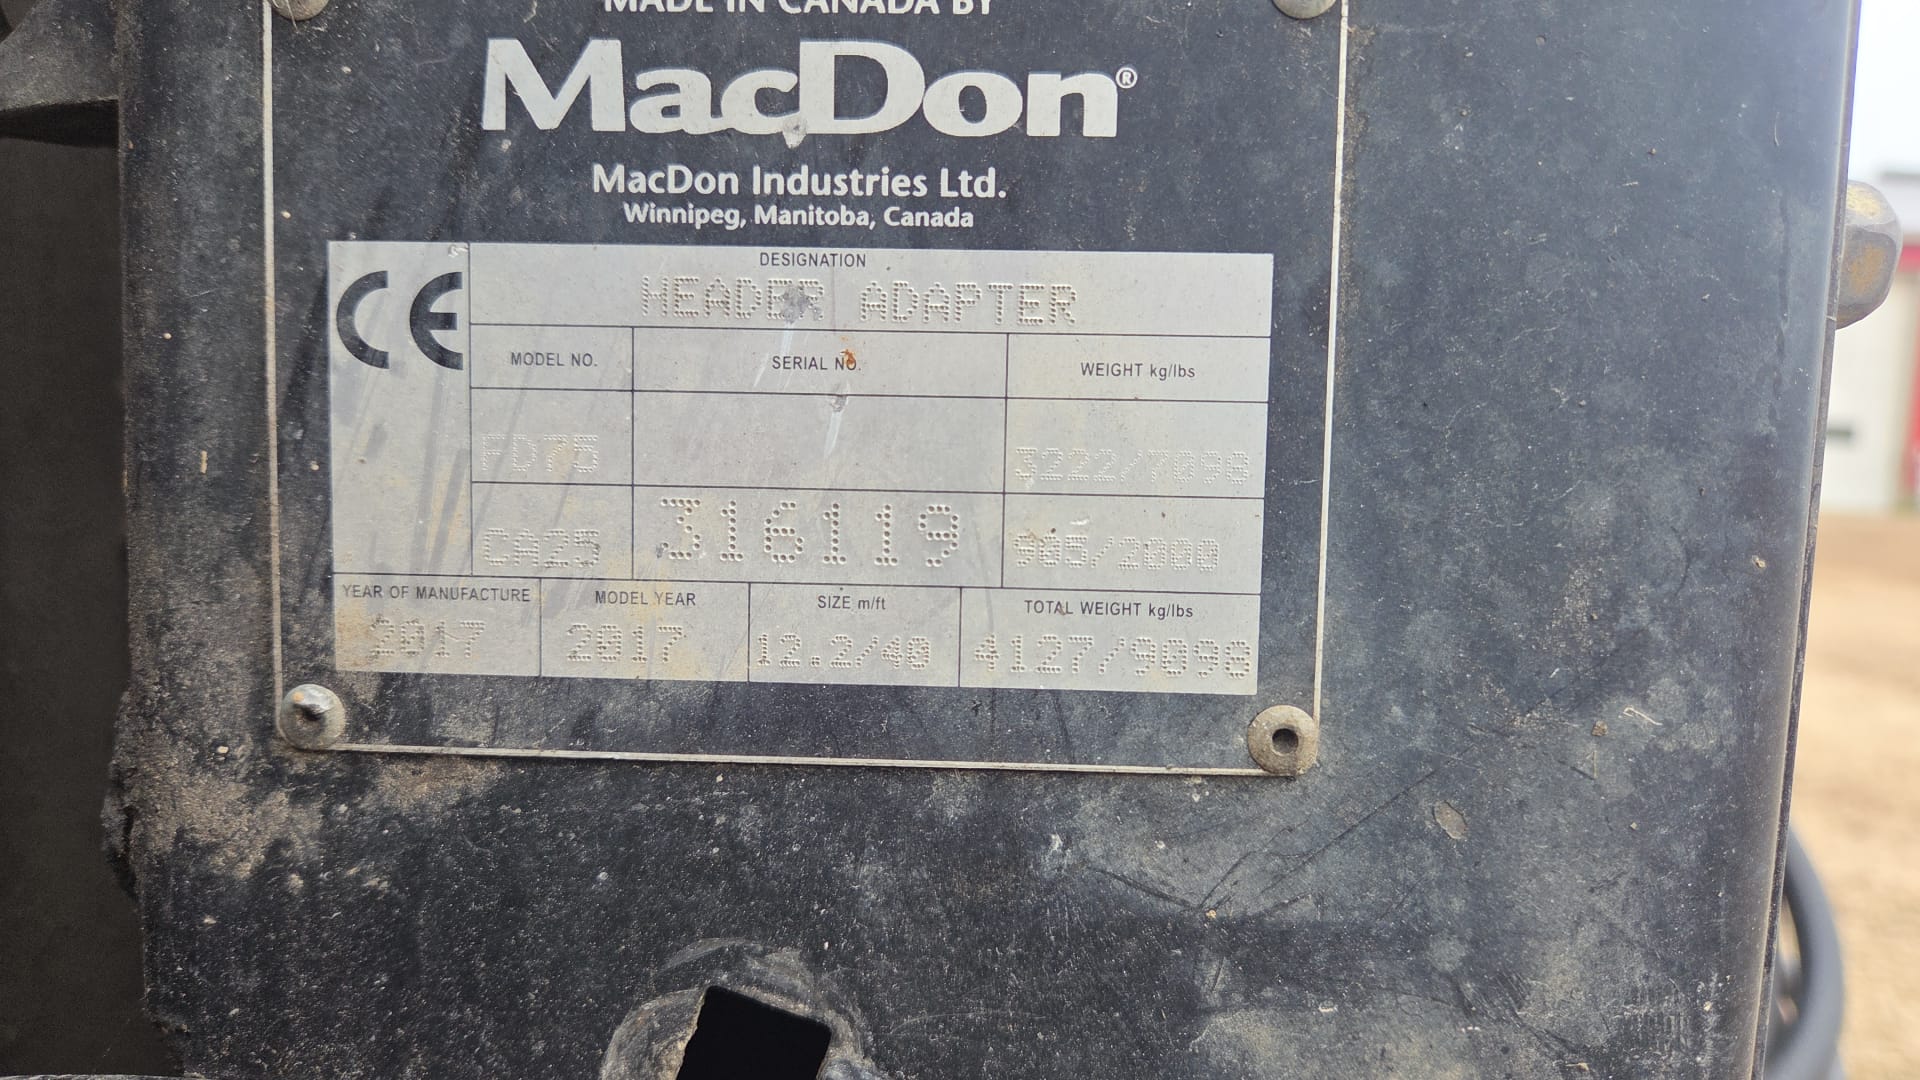 MADE IN CANADA BY
MacDon®
MacDon Industries Ltd.
Winnipeg, Manitoba, Canada
CE
DESIGNATION
HEADER ADAPTER
MODEL NO. SERIAL NO. WEIGHT kg/lbs
FD75 3222/7098
CA25 316119 905/2000
YEAR OF MANUFACTURE MODEL YEAR SIZE m/ft TOTAL WEIGHT kg/lbs
2017 2017 12.2/40 4127/9098